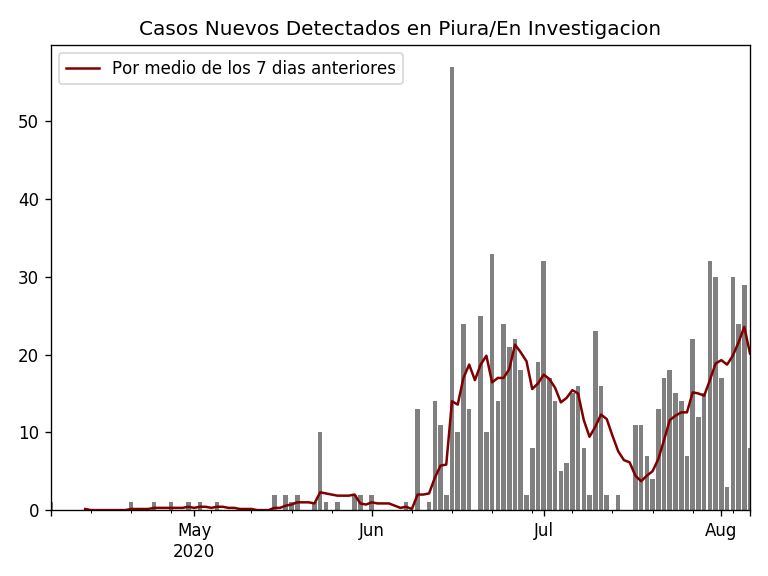 Casos Nuevos Detectados en Piura/En Investigacion
Por medio de los 7 dias anteriores
50
40
30
20
10
0
May
2020
Jun
Jul
Aug